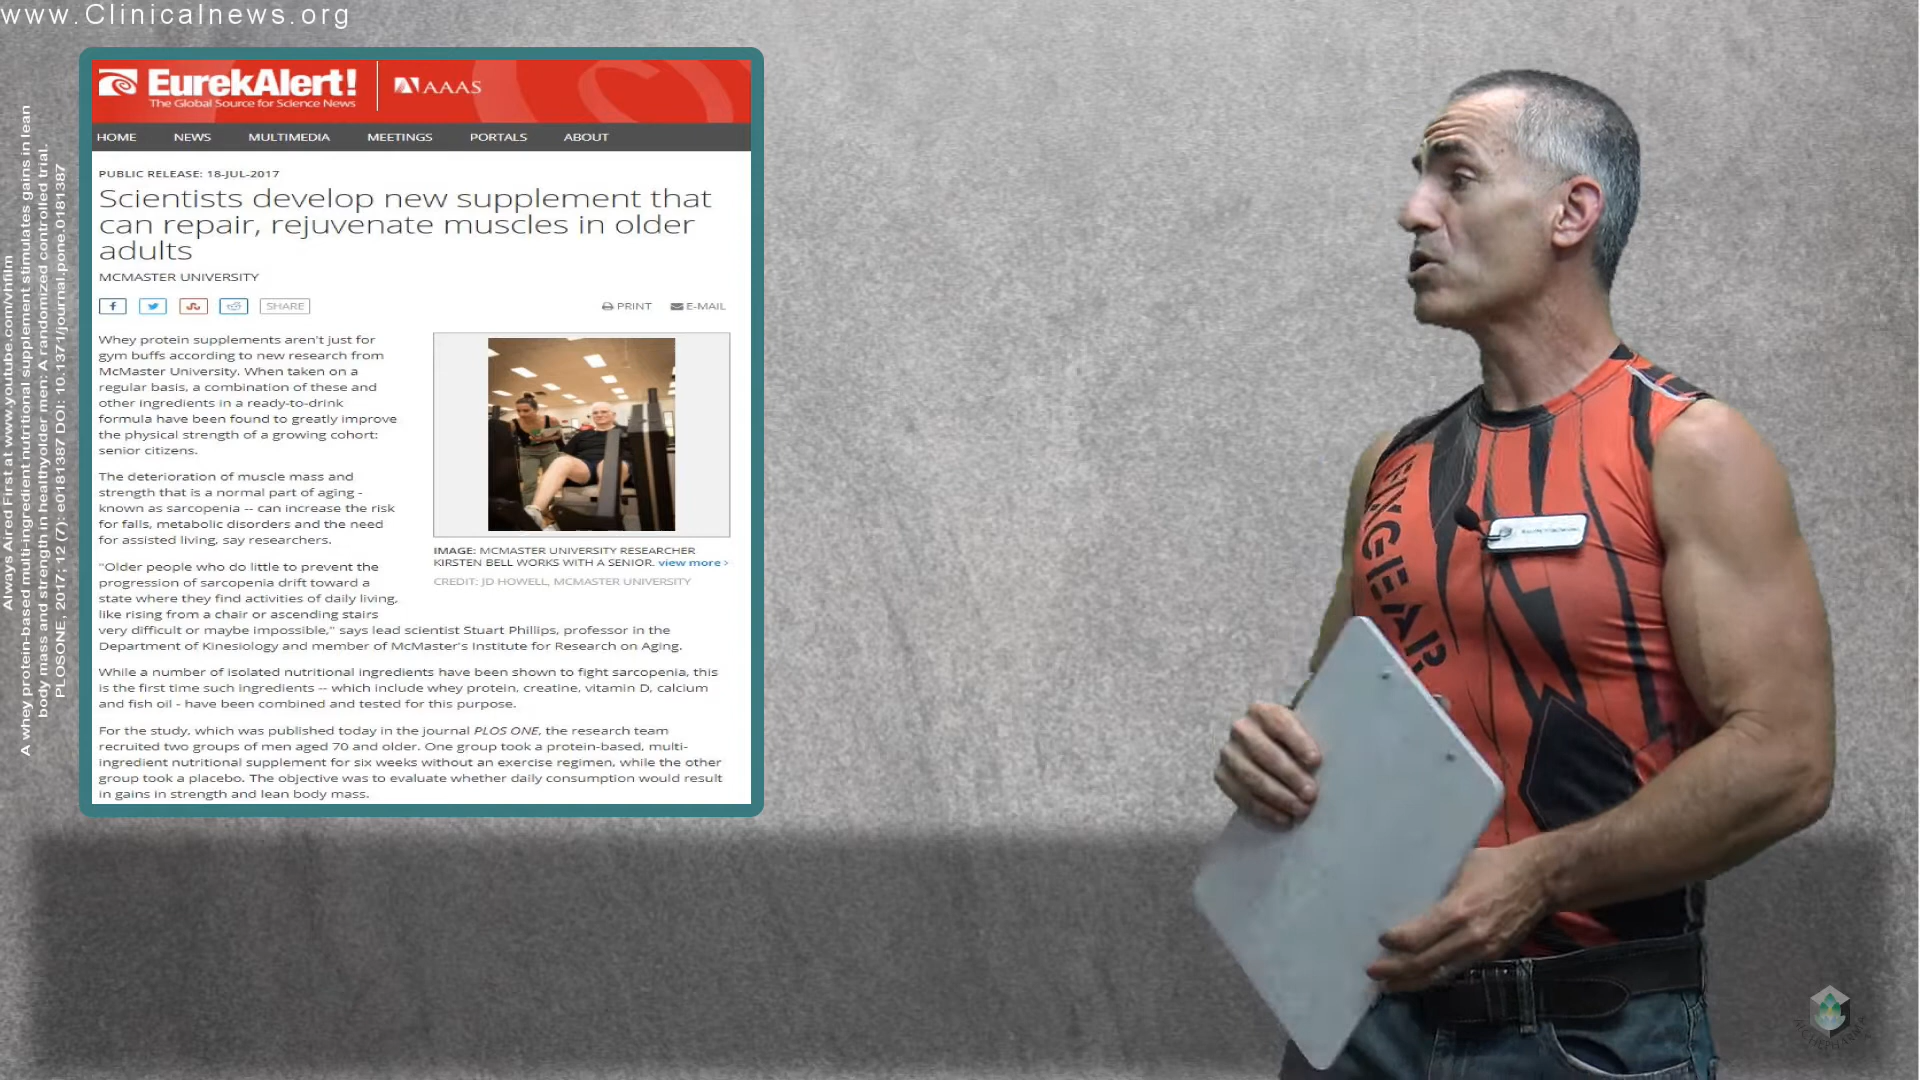 www.Clinicalnews.org
Always Aired First at www.youtube.com/vhfilm
A whey protein-based multi-ingredient nutritional supplement stimulates gains in lean
body mass and strength in healthyolder men: A randomized controlled trial.
PLOSONE, 2017; 12 (7): e0181387 DOI: 10.1371/journal.pone.0181387
EurekAlert!
The Global Source for Science News
AAAS
HOME NEWS MULTIMEDIA MEETINGS PORTALS ABOUT
PUBLIC RELEASE: 18-JUL-2017
Scientists develop new supplement that
can repair, rejuvenate muscles in older
adults
MCMASTER UNIVERSITY
SHARE
PRINT E-MAIL
Whey protein supplements aren't just for
gym buffs according to new research from
McMaster University. When taken on a
regular basis, a combination of these and
other ingredients in a ready-to-drink
formula have been found to greatly improve
the physical strength of a growing cohort:
senior citizens.
The deterioration of muscle mass and
strength that is a normal part of aging -
known as sarcopenia -- can increase the risk
for falls, metabolic disorders and the need
for assisted living, say researchers.
IMAGE: MCMASTER UNIVERSITY RESEARCHER
KIRSTEN BELL WORKS WITH A SENIOR. view more >
CREDIT: JD HOWELL, MCMASTER UNIVERSITY
"Older people who do little to prevent the
progression of sarcopenia drift toward a
state where they find activities of daily living,
like rising from a chair or ascending stairs
very difficult or maybe impossible," says lead scientist Stuart Phillips, professor in the
Department of Kinesiology and member of McMaster's Institute for Research on Aging.
While a number of isolated nutritional ingredients have been shown to fight sarcopenia, this
is the first time such ingredients -- which include whey protein, creatine, vitamin D, calcium
and fish oil - have been combined and tested for this purpose.
For the study, which was published today in the journal PLOS ONE, the research team
recruited two groups of men aged 70 and older. One group took a protein-based, multi-
ingredient nutritional supplement for six weeks without an exercise regimen, while the other
group took a placebo. The objective was to evaluate whether daily consumption would result
in gains in strength and lean body mass.
FIXGEAR